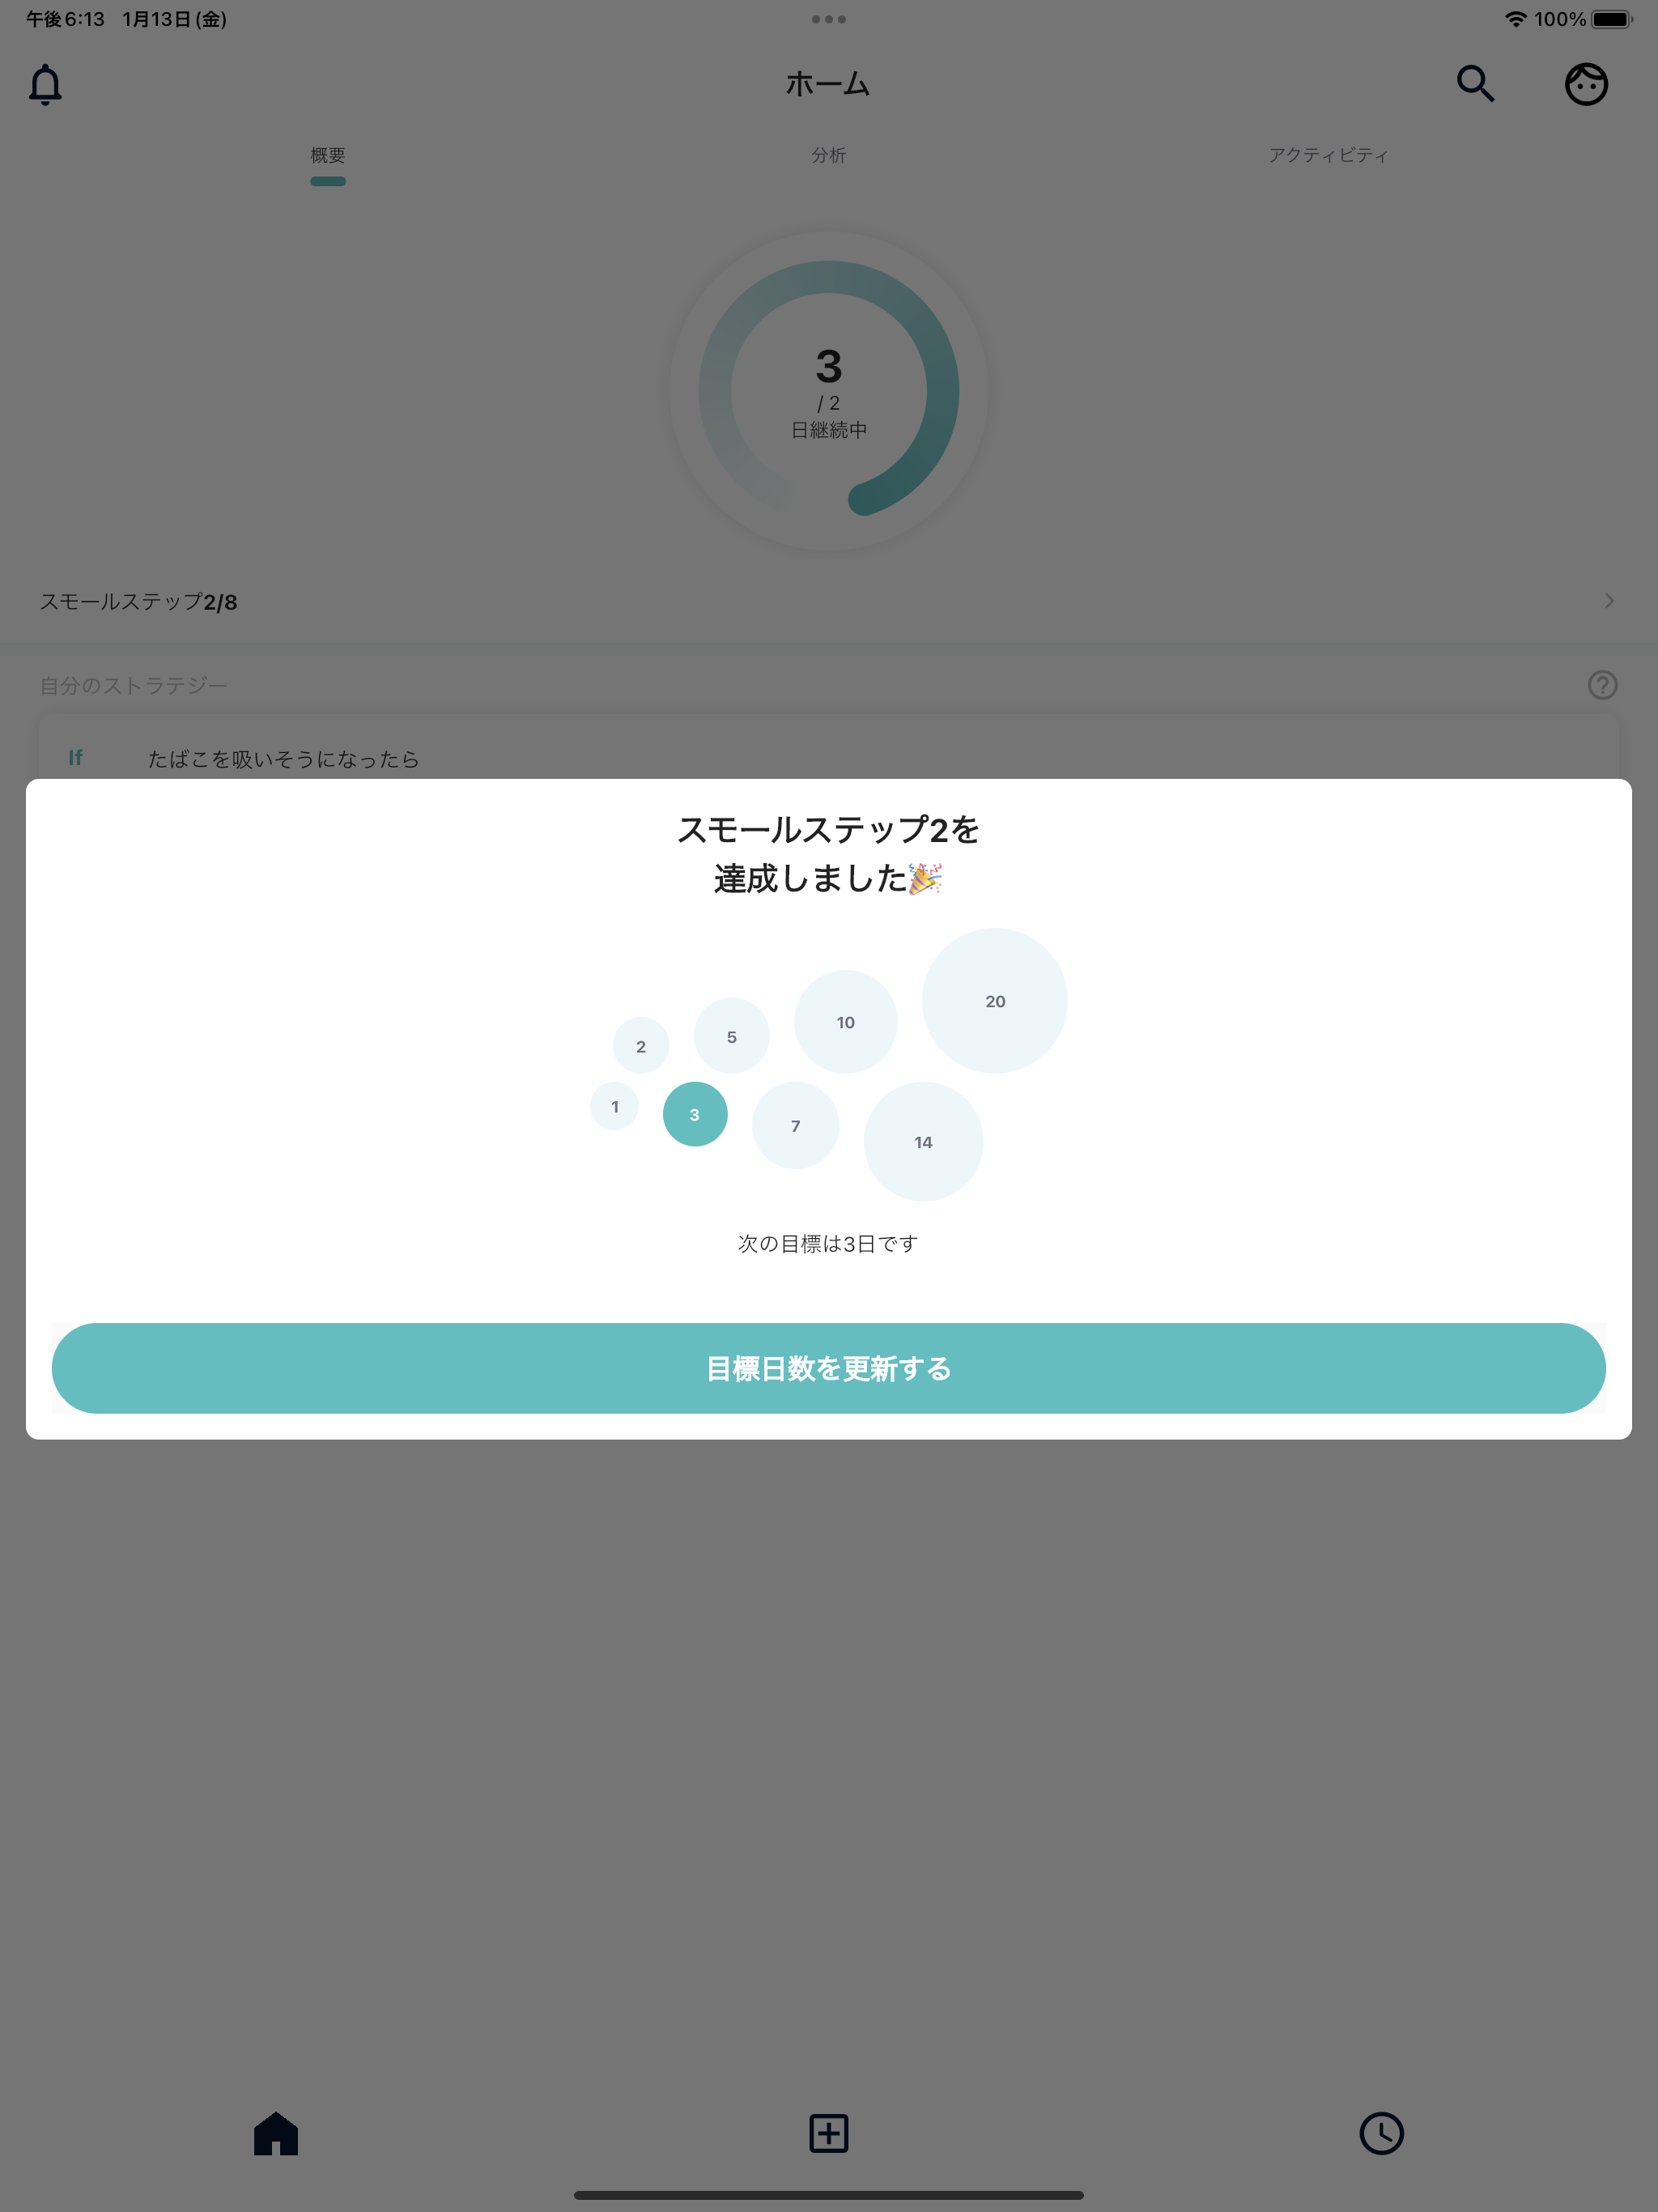 午後6:13 1月13日(金)
100%
ホーム
概要
分析
アクティビティ
3
/ 2
日継続中
スモールステップ2/8
自分のストラテジー
If
たばこを吸いそうになったら
スモールステップ2を
達成しました🎉
20
10
5
2
1
3
7
14
次の目標は3日です
目標日数を更新する